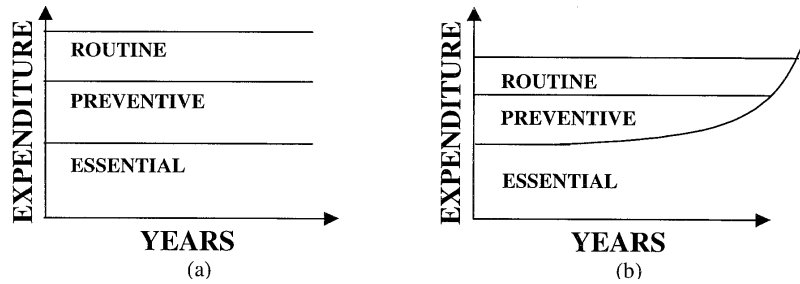 EXPENDITURE
ROUTINE
PREVENTIVE
ESSENTIAL
YEARS
(a)
EXPENDITURE
ROUTINE
PREVENTIVE
ESSENTIAL
YEARS
(b)